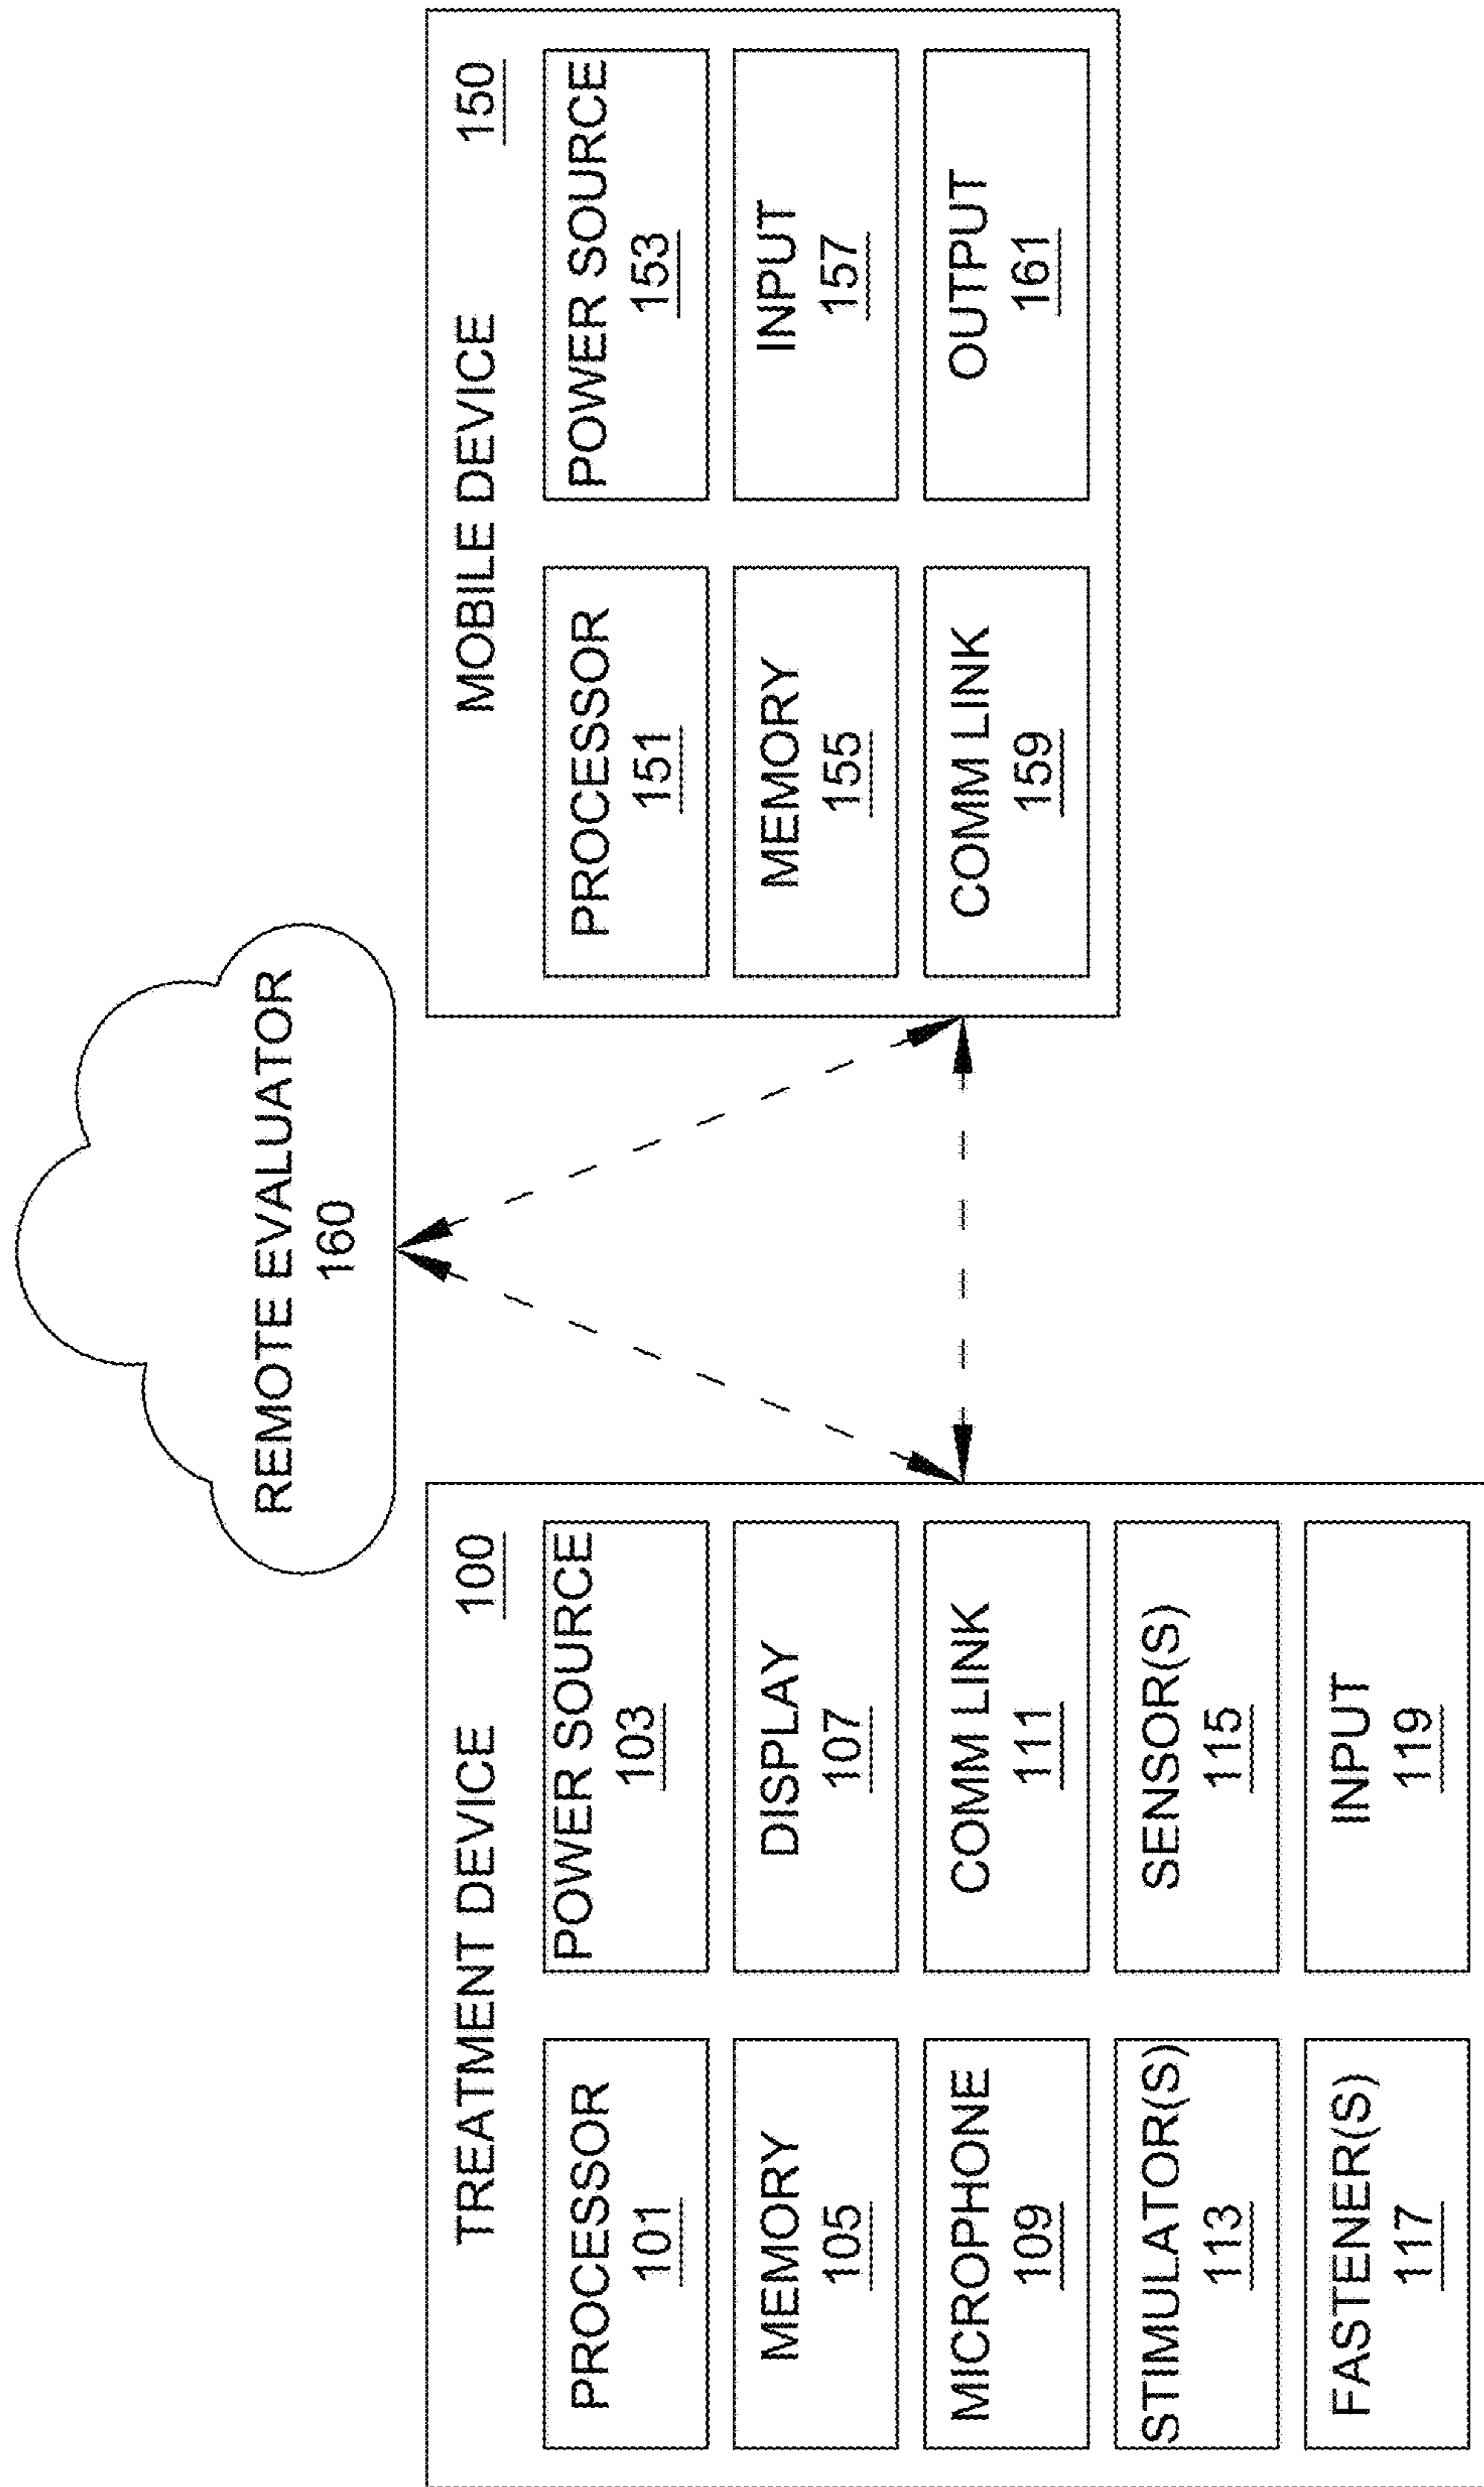 REMOTE EVALUATOR
160
TREATMENT DEVICE 100
PROCESSOR
101
POWER SOURCE
103
MEMORY
105
DISPLAY
107
MICROPHONE
109
COMM LINK
111
STIMULATOR(S)
113
SENSOR(S)
115
FASTENER(S)
117
INPUT
119
MOBILE DEVICE 150
PROCESSOR
151
POWER SOURCE
153
MEMORY
155
INPUT
157
COMM LINK
159
OUTPUT
161